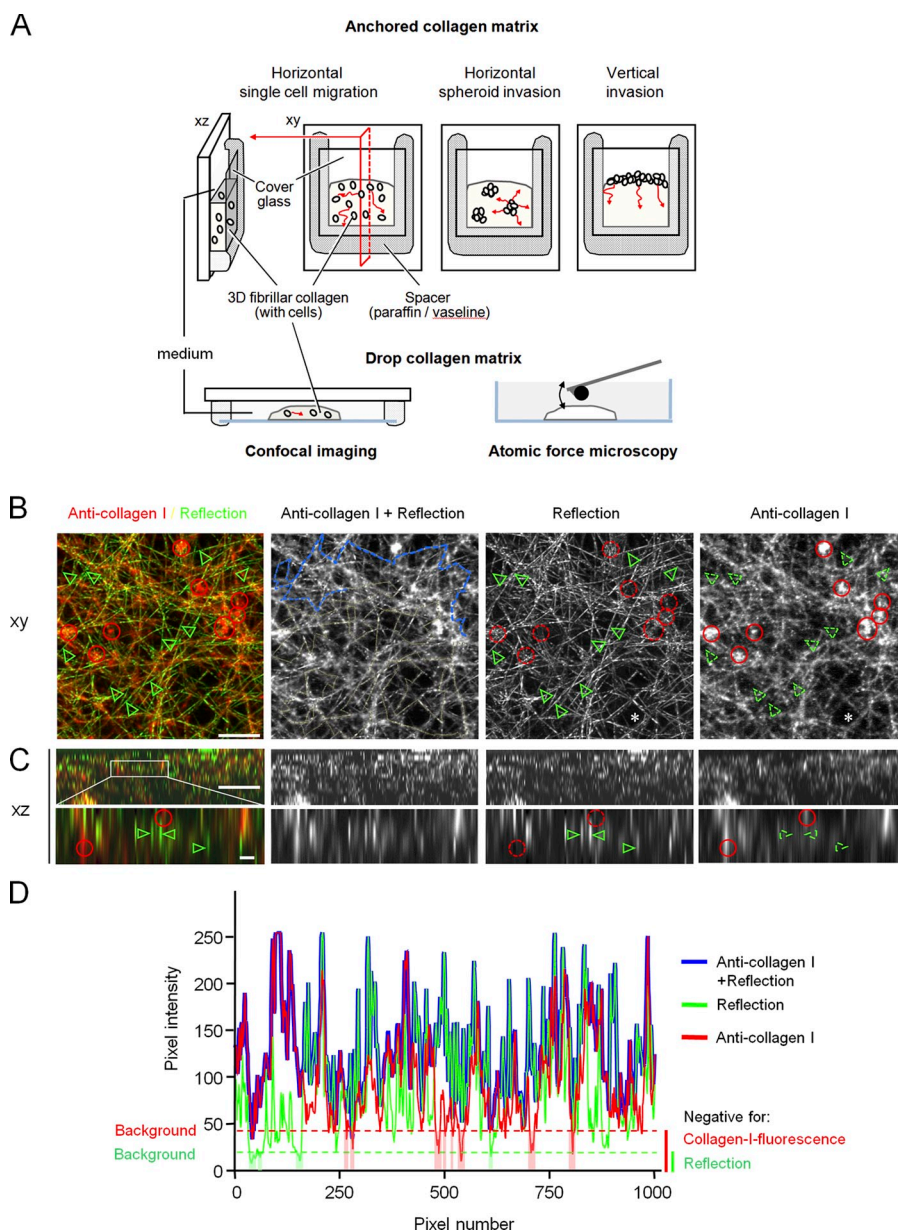 A
Anchored collagen matrix
Horizontal
single cell migration
Horizontal
spheroid invasion
Vertical
invasion
xz
xy
Cover
glass
3D fibrillar collagen
(with cells)
Spacer
(paraffin / vaseline)
medium
Drop collagen matrix
Confocal imaging
Atomic force microscopy
B
Anti-collagen I / Reflection
Anti-collagen I + Reflection
Reflection
Anti-collagen I
xy
*
*
C
xz
D
Pixel intensity
250
200
150
100
50
0
Background
Background
0
250
500
750
1000
Pixel number
Anti-collagen I
+Reflection
Reflection
Anti-collagen I
Negative for:
Collagen-I-fluorescence
Reflection